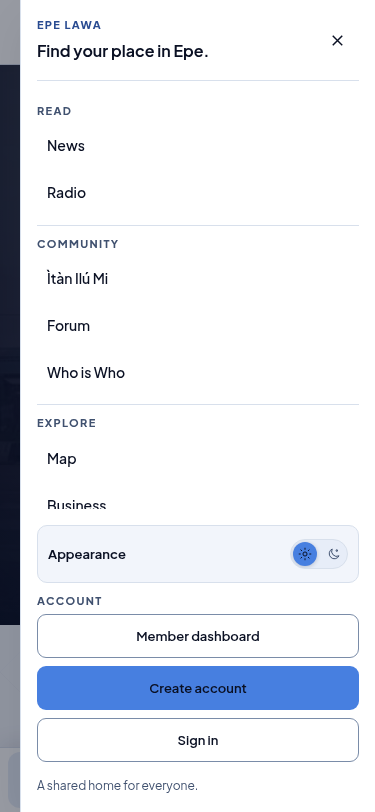 EPE LAWA
Find your place in Epe.
READ
News
Radio
COMMUNITY
Ìtàn Ilú Mi
Forum
Who is Who
EXPLORE
Map
Business
Appearance
ACCOUNT
Member dashboard
Create account
Sign in
A shared home for everyone.